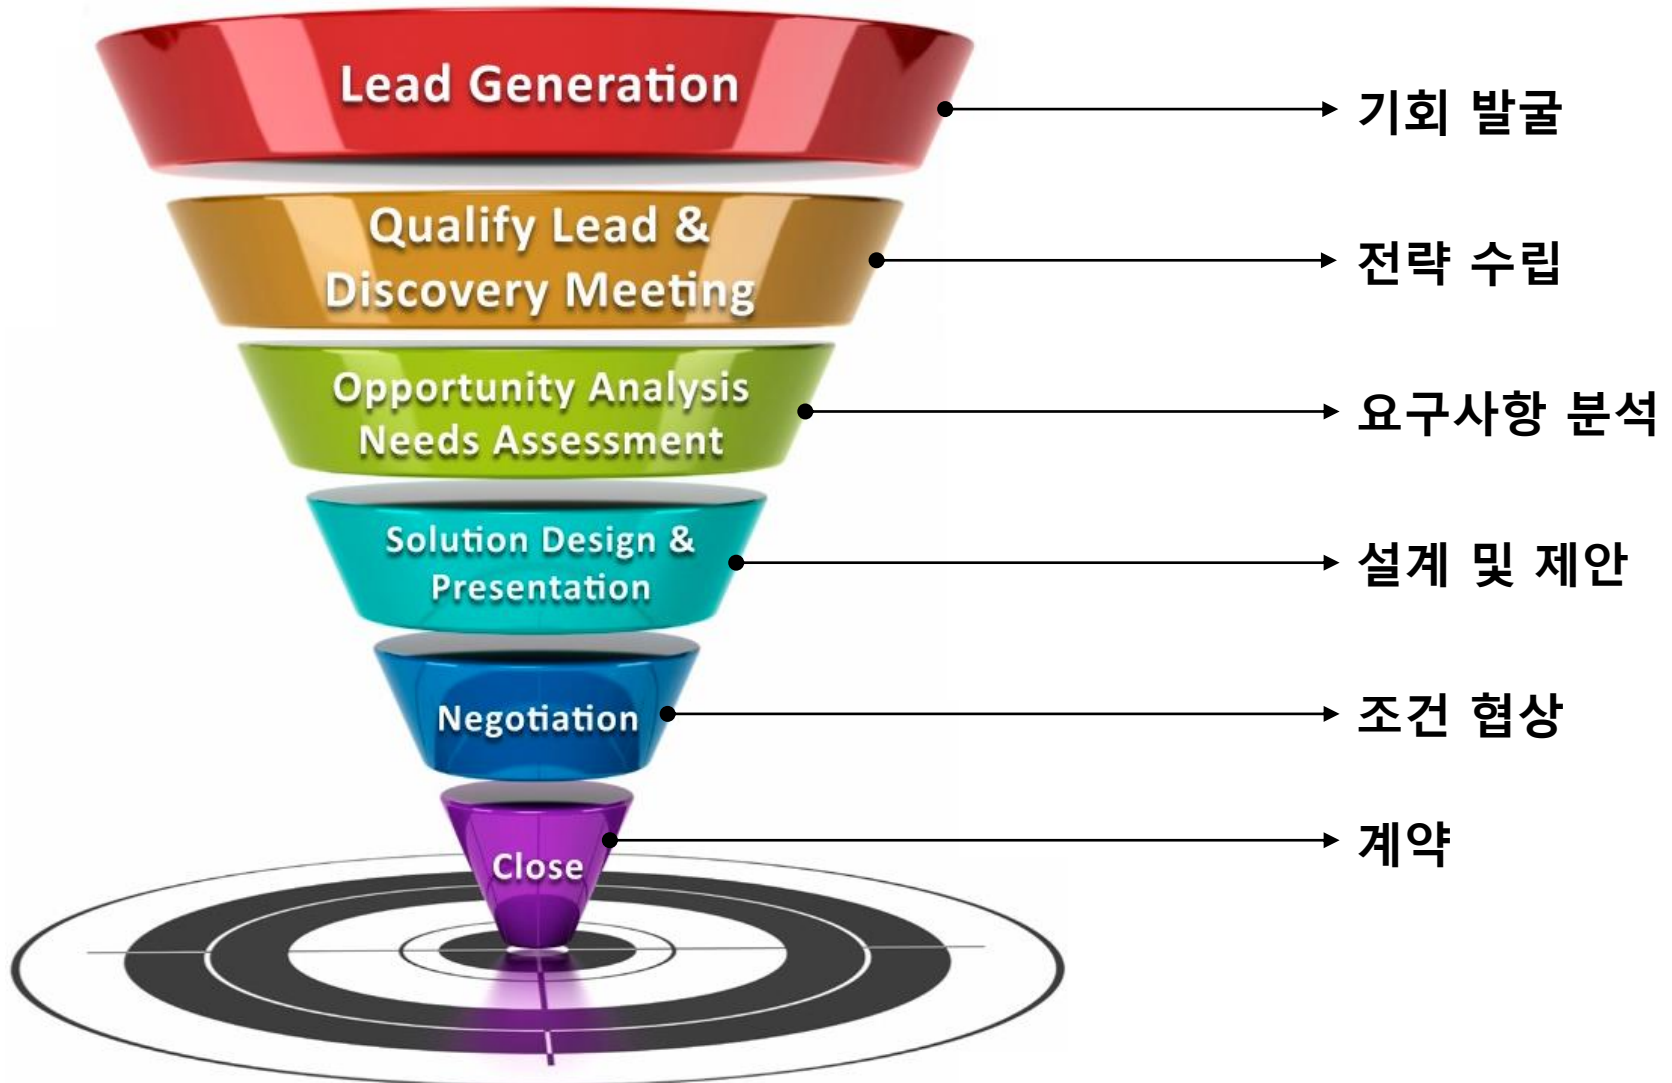 Lead Generation
기회 발굴
Qualify Lead &
Discovery Meeting
전략 수립
Opportunity Analysis
Needs Assessment
요구사항 분석
Solution Design &
Presentation
설계 및 제안
Negotiation
조건 협상
Close
계약